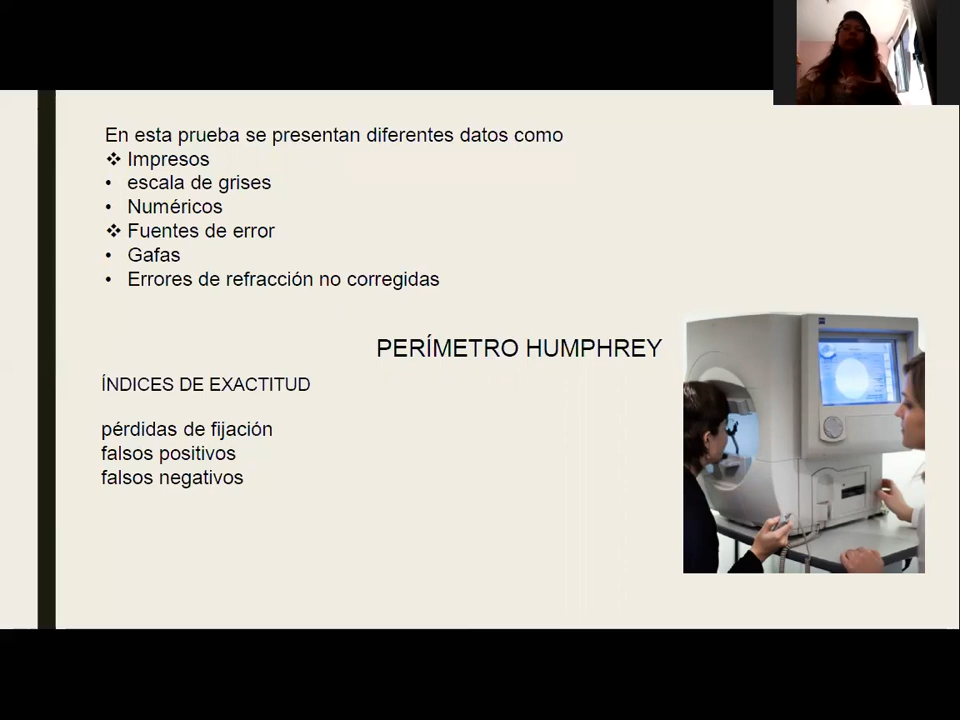 En esta prueba se presentan diferentes datos como
❖ Impresos
• escala de grises
• Numéricos
❖ Fuentes de error
• Gafas
• Errores de refracción no corregidas
PERÍMETRO HUMPHREY
ÍNDICES DE EXACTITUD
pérdidas de fijación
falsos positivos
falsos negativos